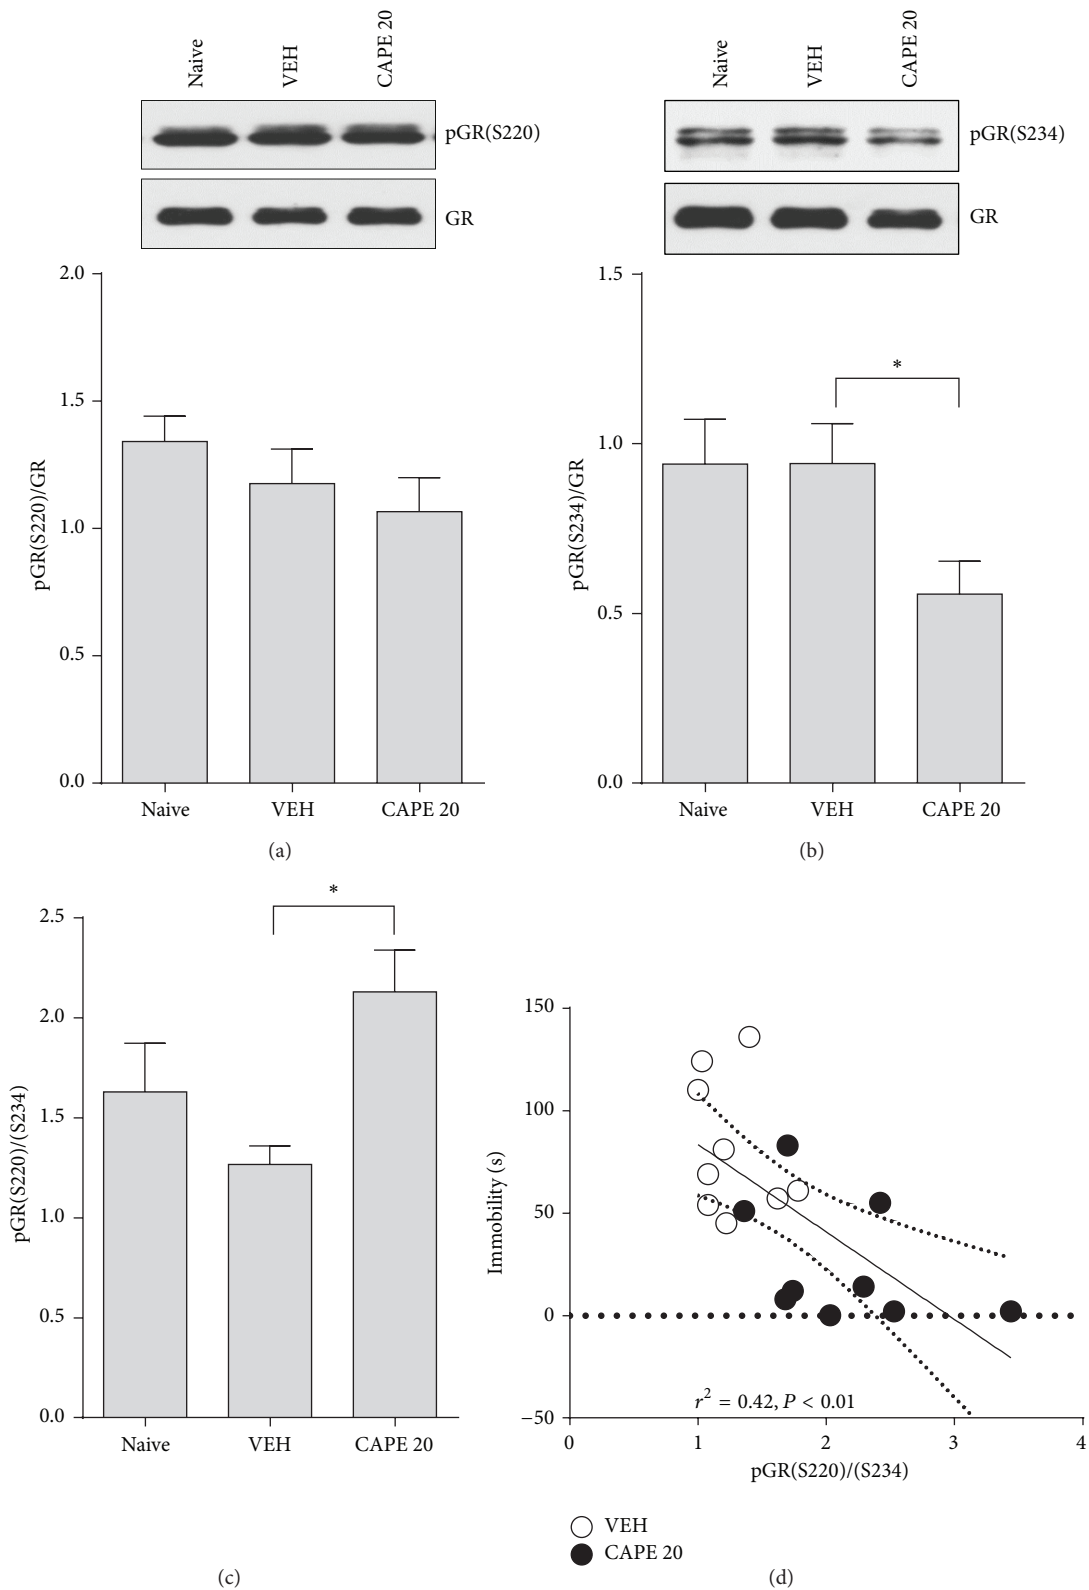 Naive VEH CAPE 20
pGR(S220)
GR
2.0
1.5
1.0
0.5
0.0
pGR(S220)/GR
Naive VEH CAPE 20
(a)
Naive VEH CAPE 20
pGR(S234)
GR
1.5
1.0
0.5
0.0
pGR(S234)/GR
*
Naive VEH CAPE 20
(b)
2.5
2.0
1.5
1.0
0.5
0.0
pGR(S220)/(S234)
*
Naive VEH CAPE 20
(c)
150
100
50
0
−50
Immobility (s)
r² = 0.42, P < 0.01
0 1 2 3 4
pGR(S220)/(S234)
VEH
CAPE 20
(d)